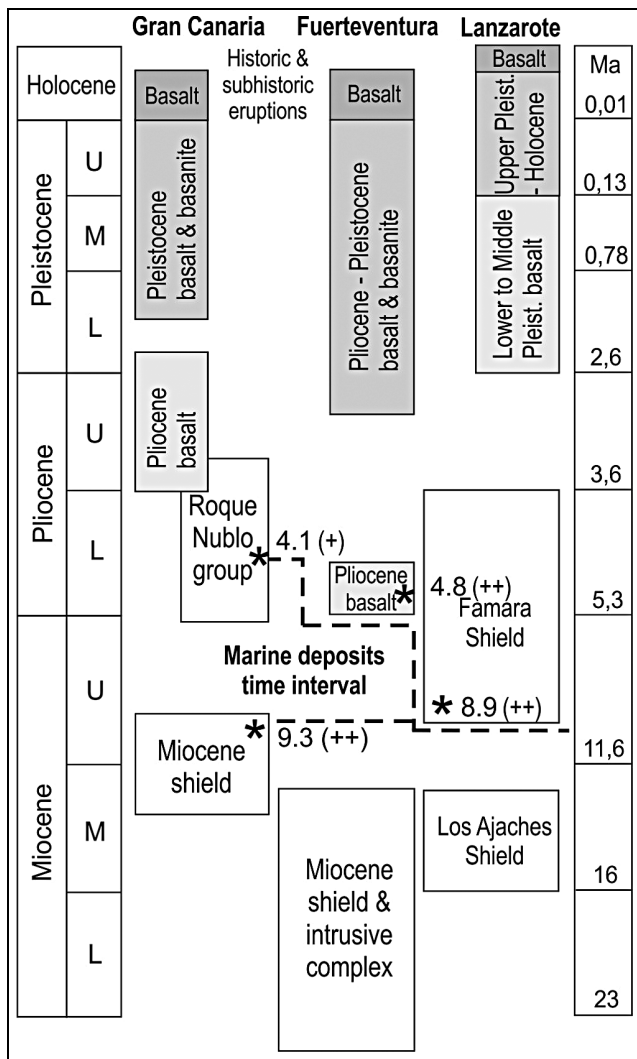 Gran Canaria
Fuerteventura
Lanzarote
Historic &
subhistoric
eruptions
Holocene
Basalt
Basalt
Basalt
Ma
0,01
Pleistocene
U
M
L
Pleistocene
basalt & basanite
Pliocene - Pleistocene
basalt & basanite
Upper Pleist.
- Holocene
Lower to Middle
Pleist. basalt
0,13
0,78
2,6
Pliocene
U
L
Pliocene
basalt
Roque
Nublo
group
* 4.1 (+)
Pliocene
basalt *
4.8 (++)
Famara
Shield
3,6
5,3
Marine deposits
time interval
Miocene
U
M
L
Miocene
shield
* 9.3 (++)
* 8.9 (++)
Los Ajaches
Shield
Miocene
shield &
intrusive
complex
11,6
16
23